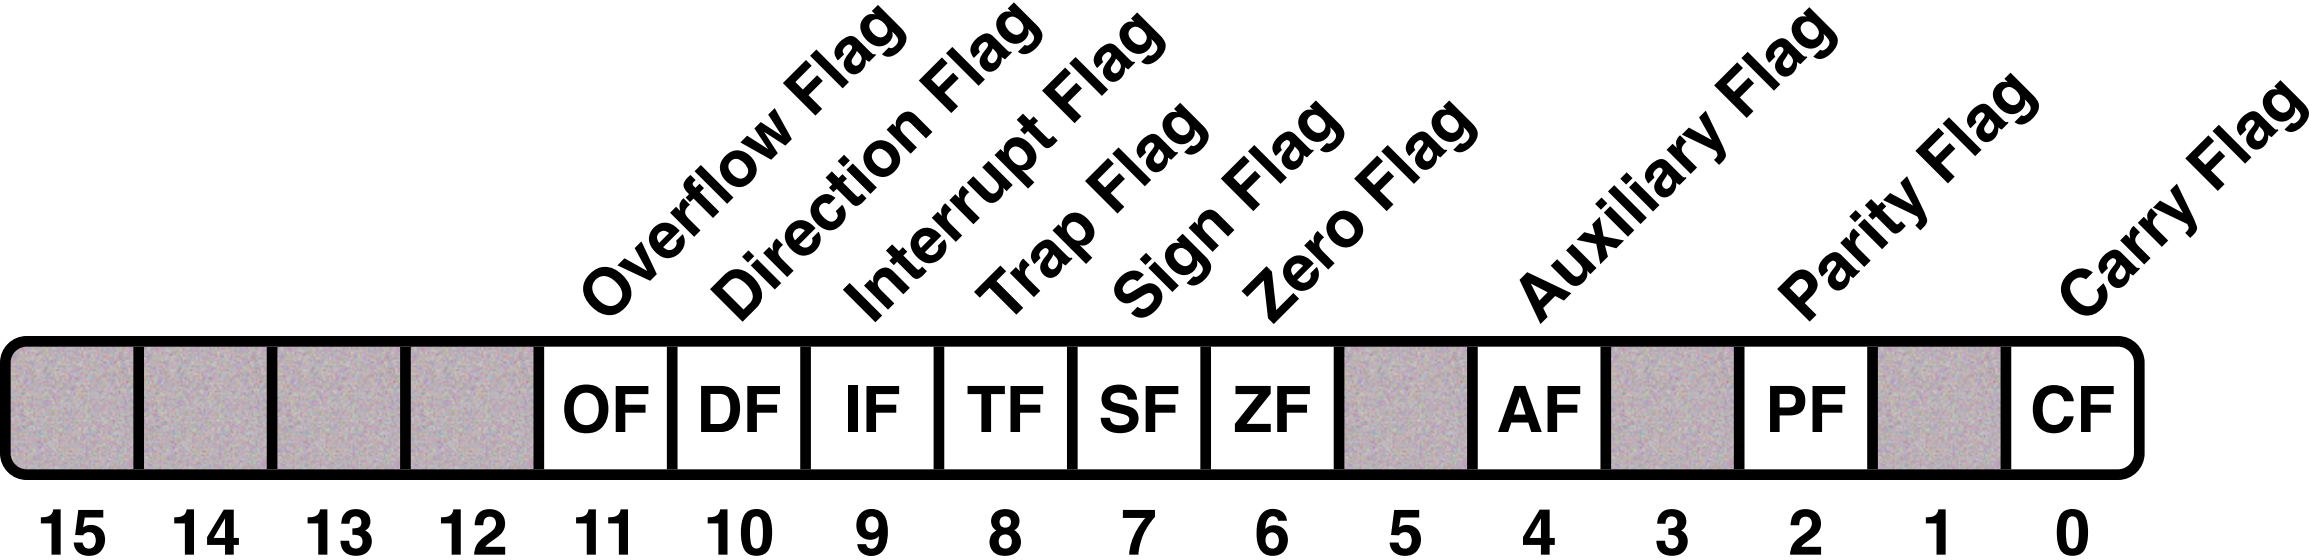 Overflow Flag
Direction Flag
Interrupt Flag
Trap Flag
Sign Flag
Zero Flag
Auxiliary Flag
Parity Flag
Carry Flag
OF DF IF TF SF ZF AF PF CF
15 14 13 12 11 10 9 8 7 6 5 4 3 2 1 0